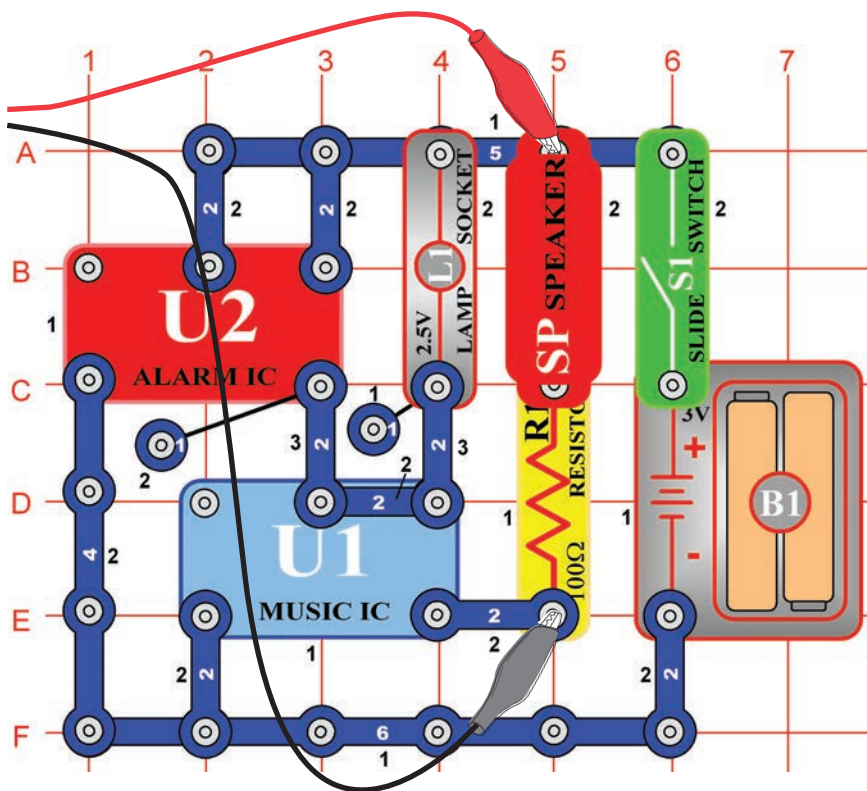 1 2 3 4 5 6 7
A
B
C
D
E
F
1
5
2
2
2
2
2
2
2
1
U2
ALARM IC
L1
2.5V
LAMP SOCKET
SP SPEAKER
S1
SLIDE SWITCH
1
2
1
1
3
2
2
3
2
2
4
2
U1
MUSIC IC
1
R1
RESISTO
100Ω
1
3V
+
-
B1
1
2
2
2
2
2
2
6
1